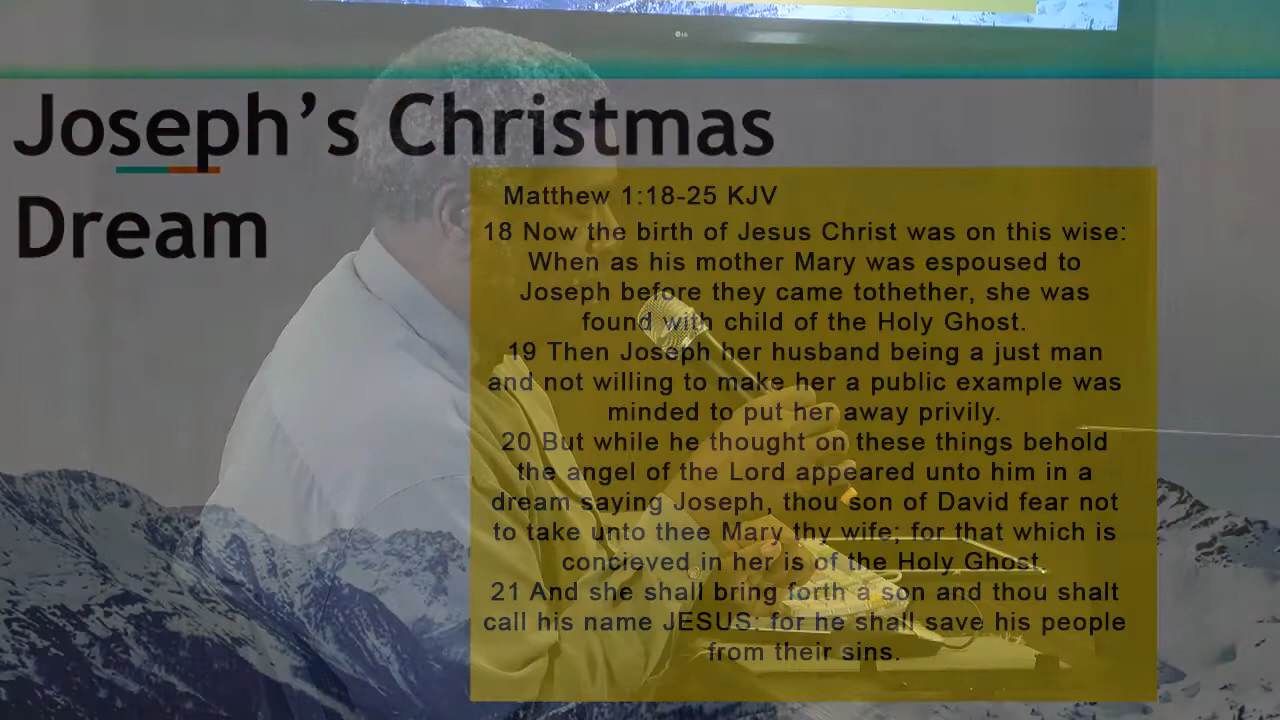 LG
Joseph’s Christmas
Dream
Matthew 1:18-25 KJV
18 Now the birth of Jesus Christ was on this wise:
When as his mother Mary was espoused to
Joseph before they came tothether, she was
found with child of the Holy Ghost.
19 Then Joseph her husband being a just man
and not willing to make her a public example was
minded to put her away privily.
20 But while he thought on these things behold
the angel of the Lord appeared unto him in a
dream saying Joseph, thou son of David fear not
to take unto thee Mary thy wife; for that which is
concieved in her is of the Holy Ghost.
21 And she shall bring forth a son and thou shalt
call his name JESUS: for he shall save his people
from their sins.